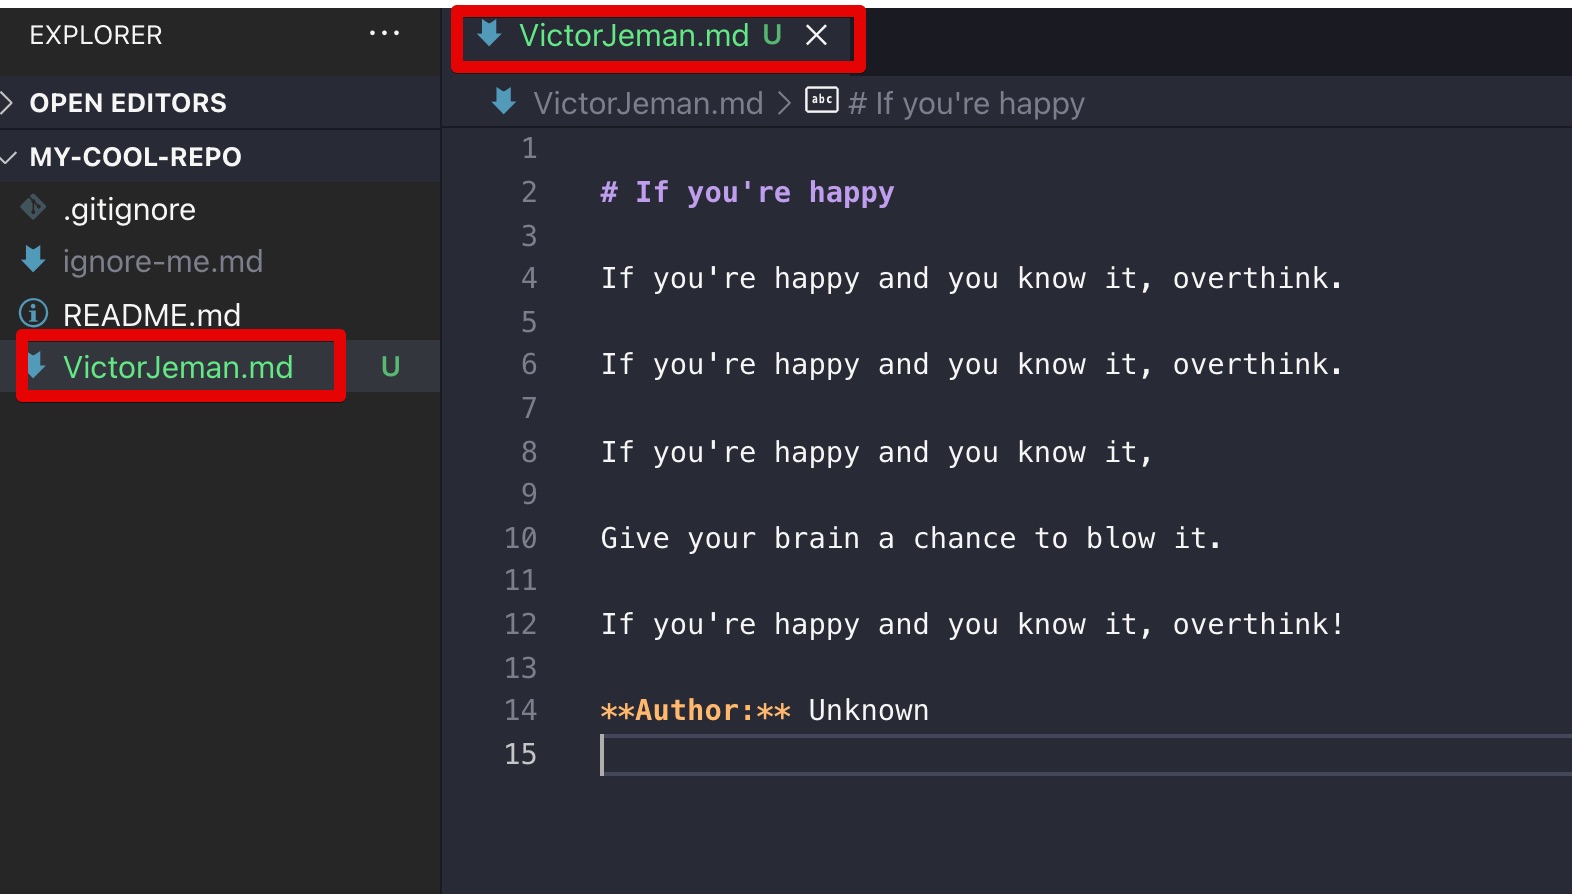 EXPLORER ...
OPEN EDITORS
MY-COOL-REPO
.gitignore
ignore-me.md
README.md
VictorJeman.md U
VictorJeman.md U
VictorJeman.md > abc # If you're happy
1
2 # If you're happy
3
4 If you're happy and you know it, overthink.
5
6 If you're happy and you know it, overthink.
7
8 If you're happy and you know it,
9
10 Give your brain a chance to blow it.
11
12 If you're happy and you know it, overthink!
13
14 **Author:** Unknown
15